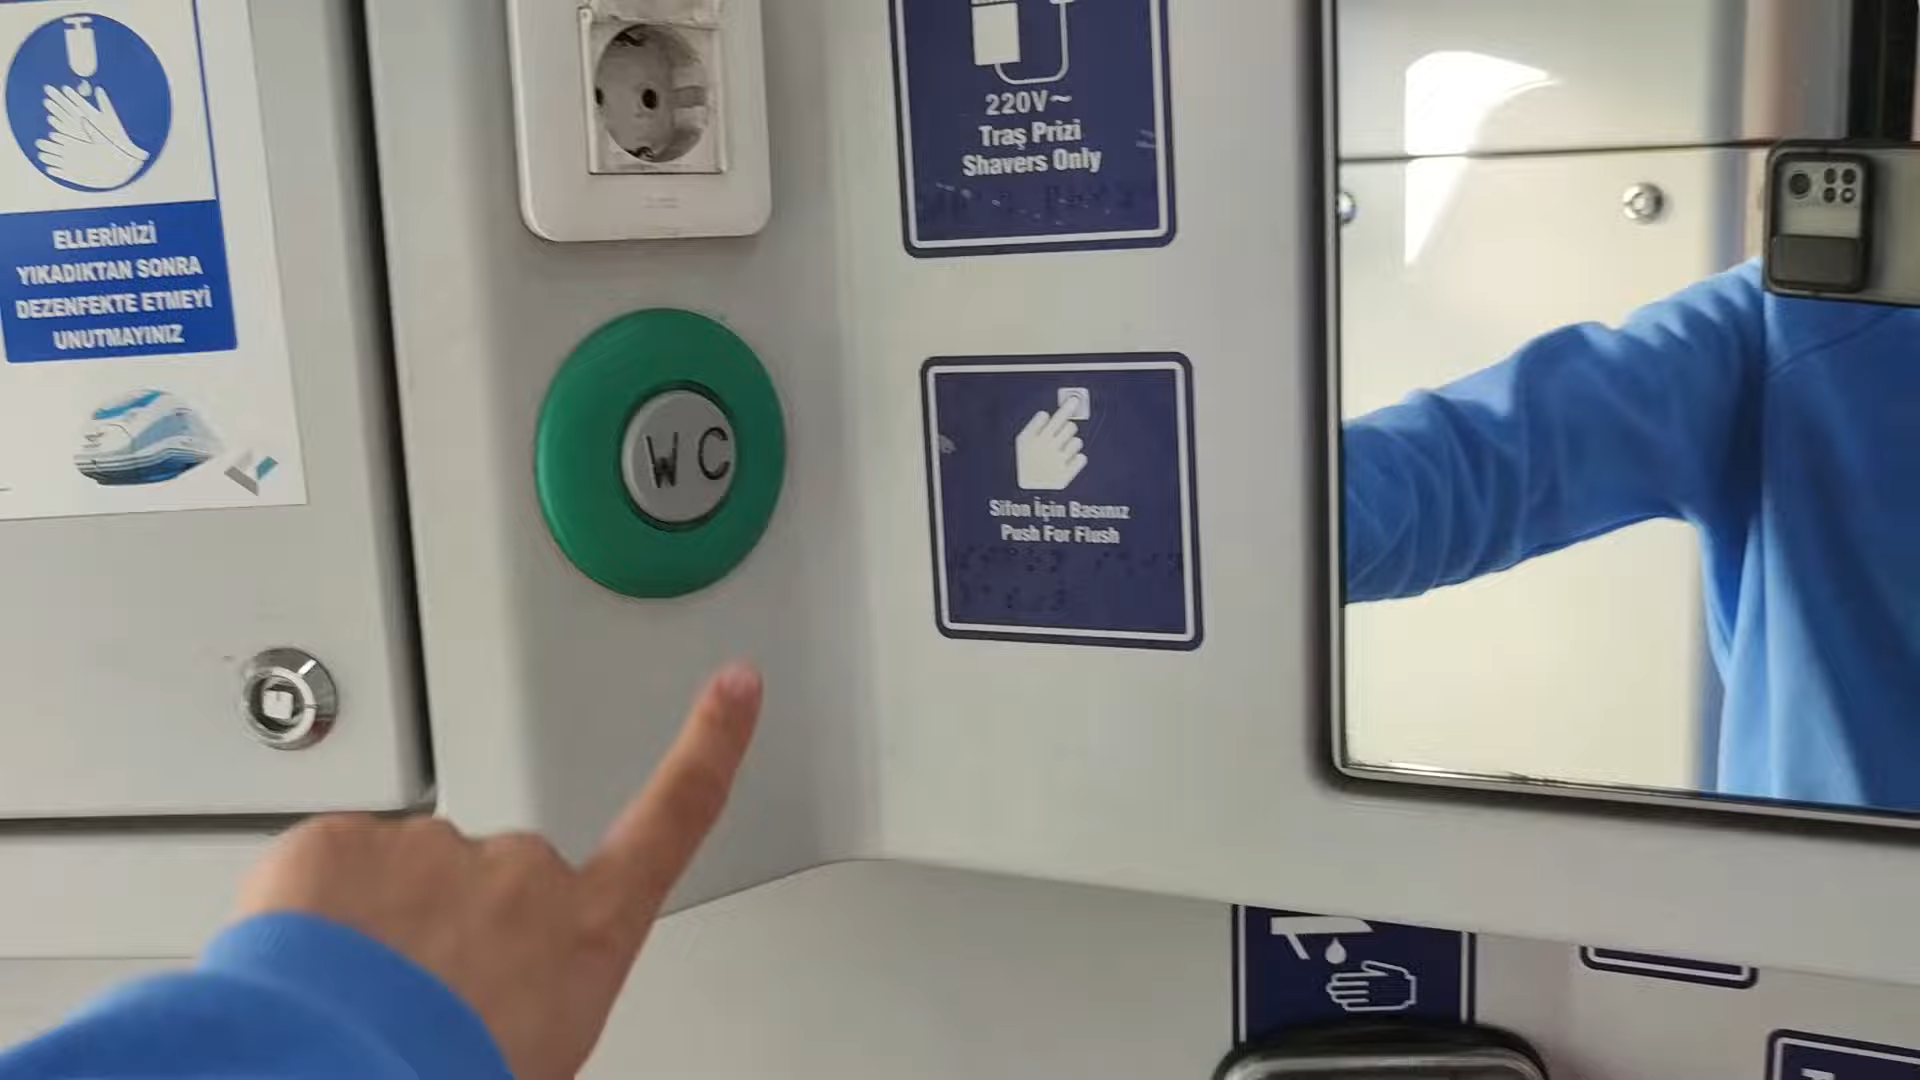 ELLERİNİZİ
YIKADIKTAN SONRA
DEZENFEKTE ETMEYİ
UNUTMAYINIZ
220V~
Traş Prizi
Shavers Only
WC
Sifon İçin Basınız
Push For Flush